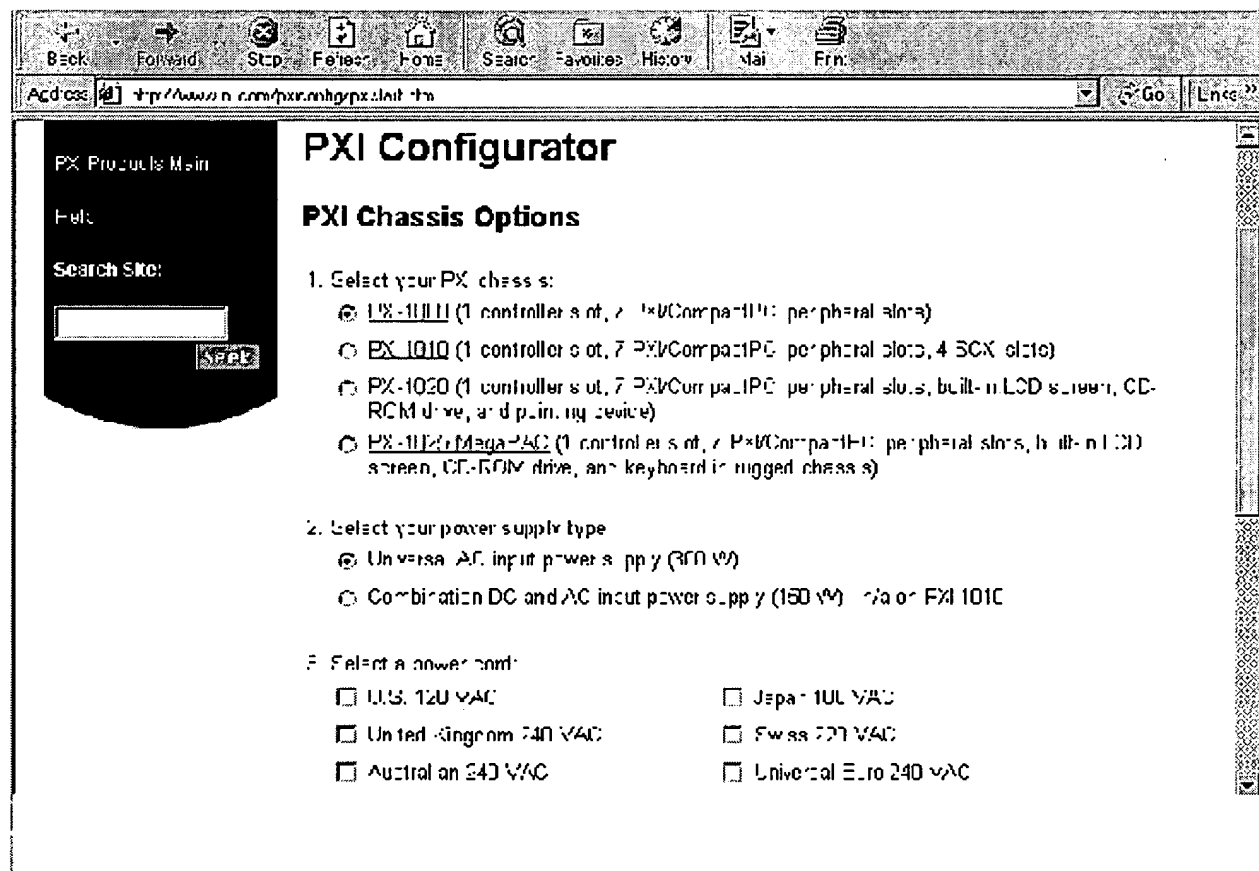 Back Forward Stop Refresh Home Search Favorites History Mail Print
Address Go Links »
PXI Products Main
Help
Search Site:
PXI Configurator
PXI Chassis Options
1. Select your PXI chassis:
(1 controller slot, 7 PXI/CompactPCI peripheral slots)
PXI-1010 (1 controller slot, 7 PXI/CompactPCI peripheral slots, 4 SCXI slots)
PXI-1020 (1 controller slot, 7 PXI/CompactPCI peripheral slots, built-in LCD screen, CD-
ROM drive, and pointing device)
MegaPAC (1 controller slot, 7 PXI/CompactPCI peripheral slots, built-in LCD
screen, CD-ROM drive, and keyboard in rugged chassis)
2. Select your power supply type
Universal AC input power supply
Combination DC and AC input power supply (150 W) n/a on PXI 1010
3. Select a power cord:
U.S. 120 VAC
Japan 100 VAC
United Kingdom 240 VAC
Swiss 220 VAC
Australian 240 VAC
Universal Euro 240 VAC